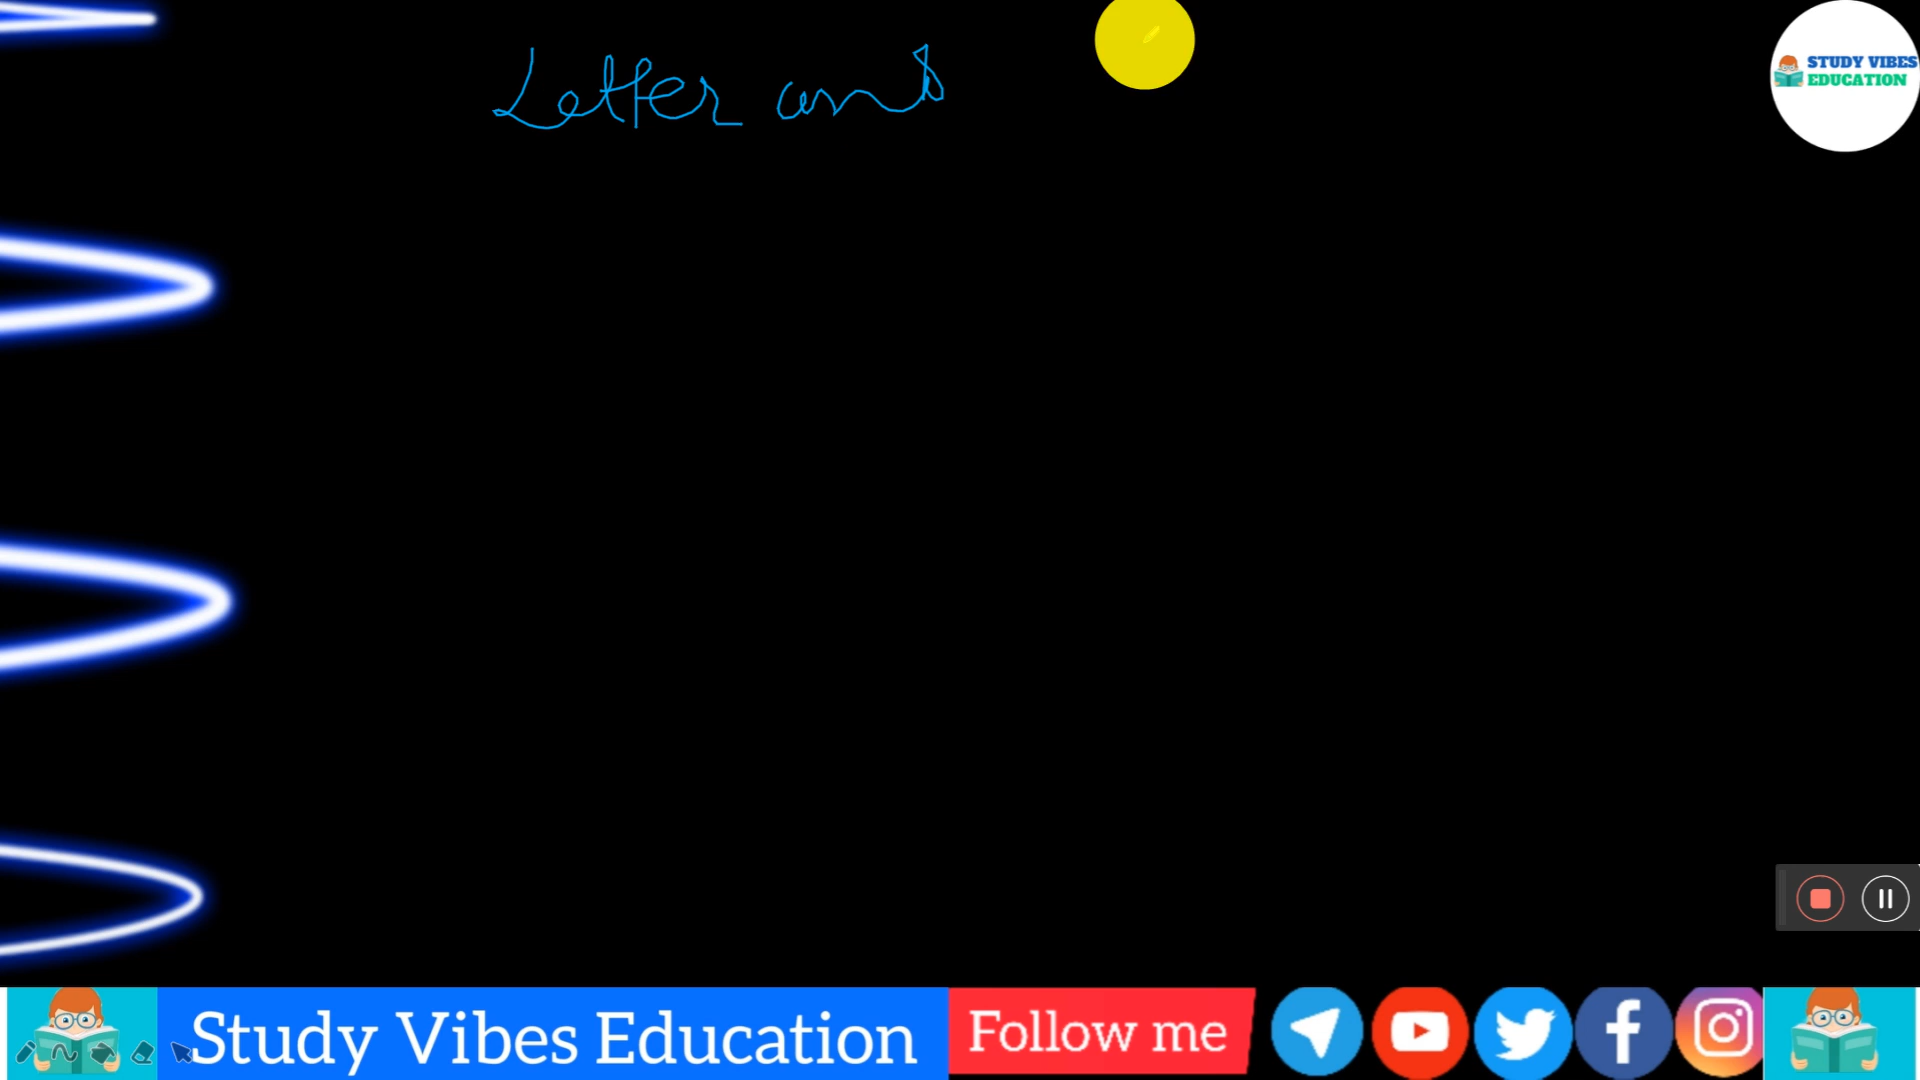 Letter and
STUDY VIBES
EDUCATION
Study Vibes Education
Follow me